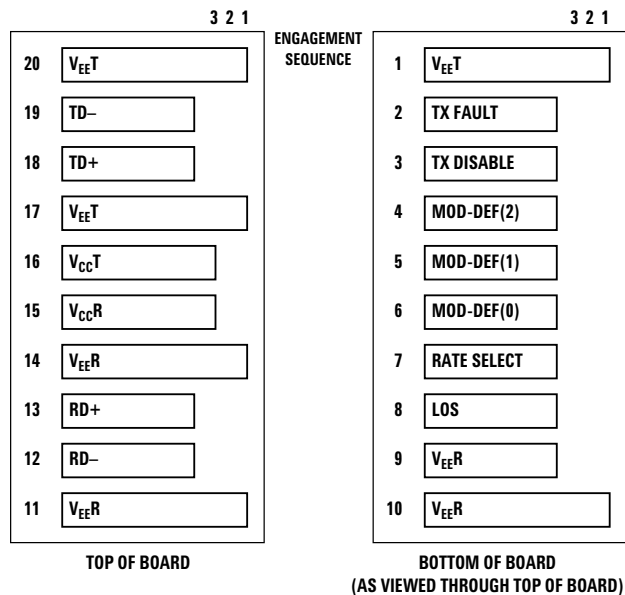 3 2 1
ENGAGEMENT
SEQUENCE
3 2 1
20 VEET
19 TD–
18 TD+
17 VEET
16 VCCT
15 VCCR
14 VEER
13 RD+
12 RD–
11 VEER
TOP OF BOARD
1 VEET
2 TX FAULT
3 TX DISABLE
4 MOD-DEF(2)
5 MOD-DEF(1)
6 MOD-DEF(0)
7 RATE SELECT
8 LOS
9 VEER
10 VEER
BOTTOM OF BOARD
(AS VIEWED THROUGH TOP OF BOARD)